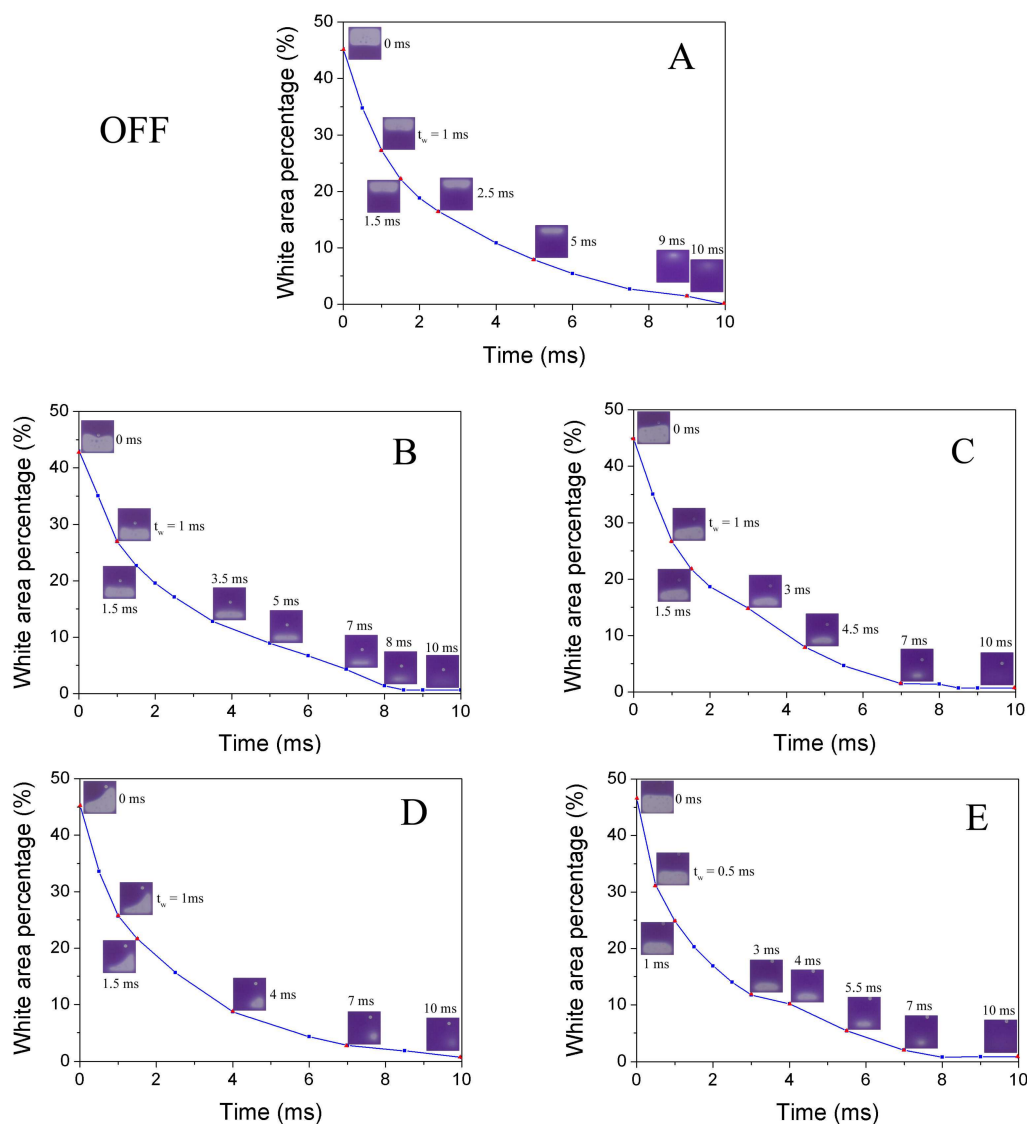 OFF
A
White area percentage (%)
50
40
30
20
10
0
0 ms
t_w = 1 ms
1.5 ms
2.5 ms
5 ms
9 ms
10 ms
0 2 4 6 8 10
Time (ms)
B
White area percentage (%)
50
40
30
20
10
0
0 ms
t_w = 1 ms
1.5 ms
3.5 ms
5 ms
7 ms
8 ms
10 ms
0 2 4 6 8 10
Time (ms)
C
White area percentage (%)
50
40
30
20
10
0
0 ms
t_w = 1 ms
1.5 ms
3 ms
4.5 ms
7 ms
10 ms
0 2 4 6 8 10
Time (ms)
D
White area percentage (%)
50
40
30
20
10
0
0 ms
t_w = 1ms
1.5 ms
4 ms
7 ms
10 ms
0 2 4 6 8 10
Time (ms)
E
White area percentage (%)
50
40
30
20
10
0
0 ms
t_w = 0.5 ms
1 ms
3 ms
4 ms
5.5 ms
7 ms
10 ms
0 2 4 6 8 10
Time (ms)